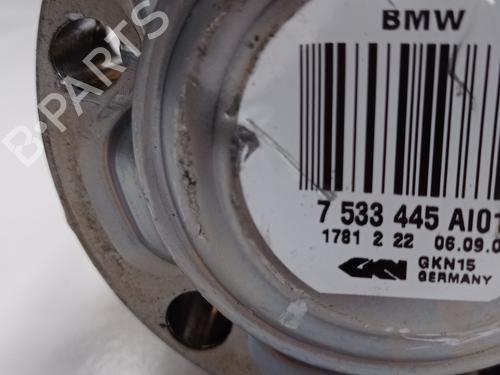 BMW
B-PARTS
7 533 445 AI01
1781 2 22 06.09.0
GKN15
GKN GERMANY